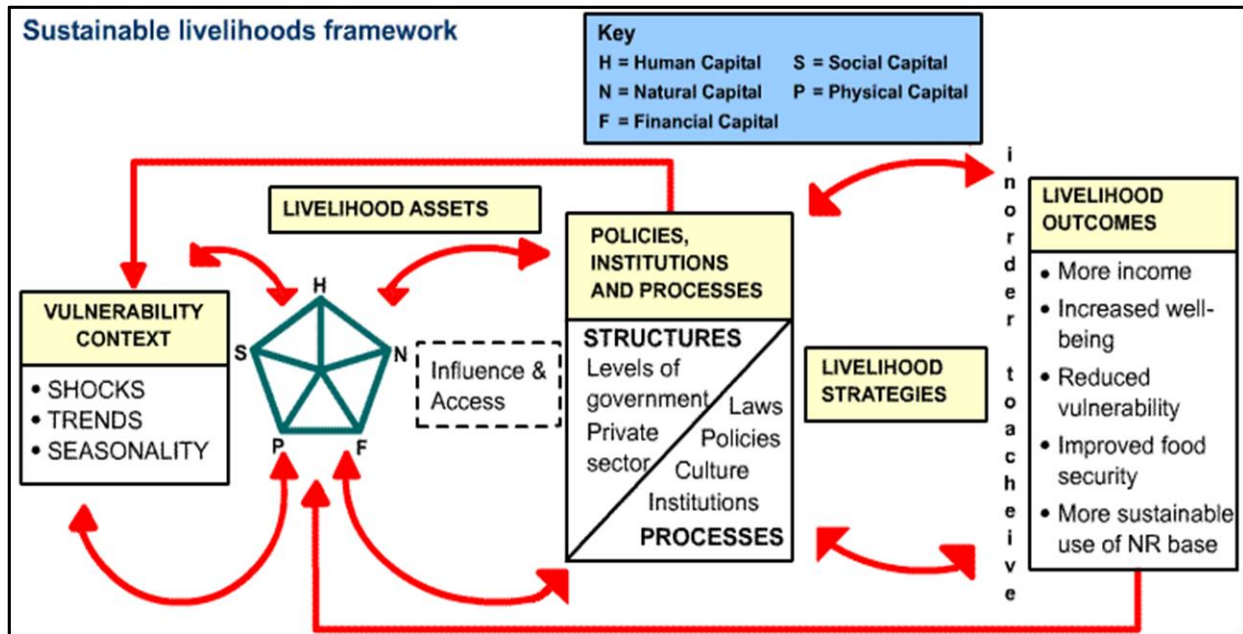 Sustainable livelihoods framework
Key
H = Human Capital S = Social Capital
N = Natural Capital P = Physical Capital
F = Financial Capital
LIVELIHOOD ASSETS
VULNERABILITY
CONTEXT
• SHOCKS
• TRENDS
• SEASONALITY
H
S
N
P
F
Influence &
Access
POLICIES,
INSTITUTIONS
AND PROCESSES
STRUCTURES
Levels of
government
Private
sector
Laws
Policies
Culture
Institutions
PROCESSES
LIVELIHOOD
STRATEGIES
inorder toacheive
LIVELIHOOD
OUTCOMES
• More income
• Increased well-
being
• Reduced
vulnerability
• Improved food
security
• More sustainable
use of NR base